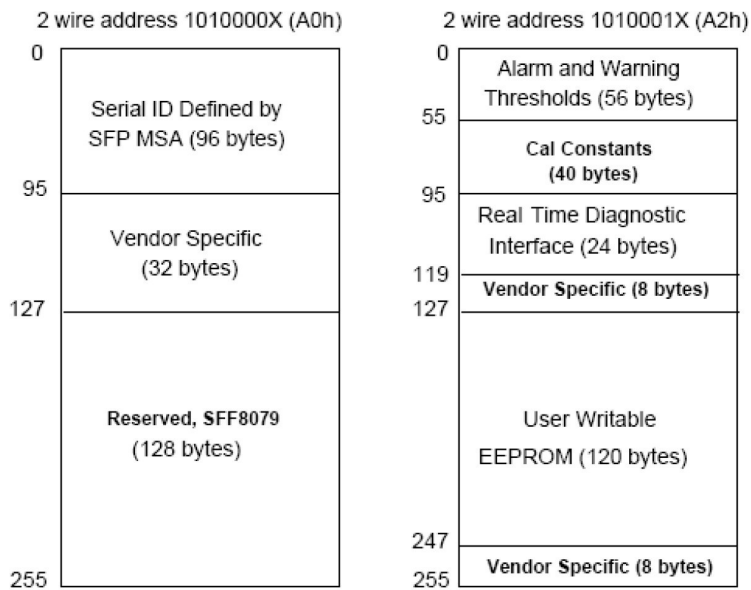 2 wire address 1010000X (A0h)
0
Serial ID Defined by
SFP MSA (96 bytes)
95
Vendor Specific
(32 bytes)
127
Reserved, SFF8079
(128 bytes)
255
2 wire address 1010001X (A2h)
0
Alarm and Warning
Thresholds (56 bytes)
55
Cal Constants
(40 bytes)
95
Real Time Diagnostic
Interface (24 bytes)
119
Vendor Specific (8 bytes)
127
User Writable
EEPROM (120 bytes)
247
Vendor Specific (8 bytes)
255